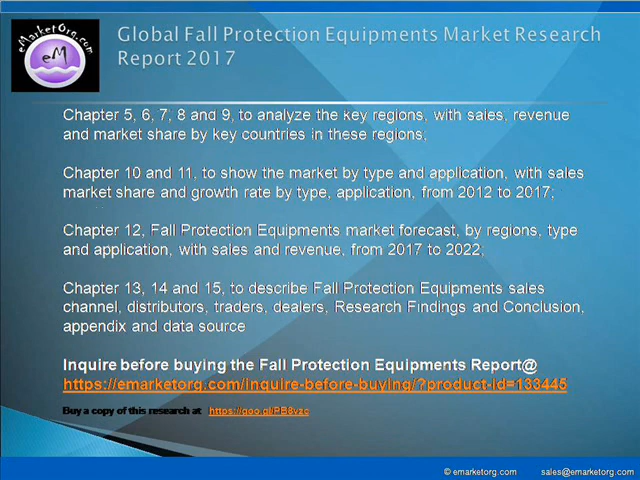 eMarketOrg.com
eM
Global Fall Protection Equipments Market Research
Report 2017
Chapter 5, 6, 7, 8 and 9, to analyze the key regions, with sales, revenue
and market share by key countries in these regions;
Chapter 10 and 11, to show the market by type and application, with sales
market share and growth rate by type, application, from 2012 to 2017;
Chapter 12, Fall Protection Equipments market forecast, by regions, type
and application, with sales and revenue, from 2017 to 2022;
Chapter 13, 14 and 15, to describe Fall Protection Equipments sales
channel, distributors, traders, dealers, Research Findings and Conclusion,
appendix and data source
Inquire before buying the Fall Protection Equipments Report@
https://emarketorg.com/inquire-before-buying/?product-id=133445
Buy a copy of this research at https://goo.gl/PB8vzc
© emarketorg.com sales@emarketorg.com